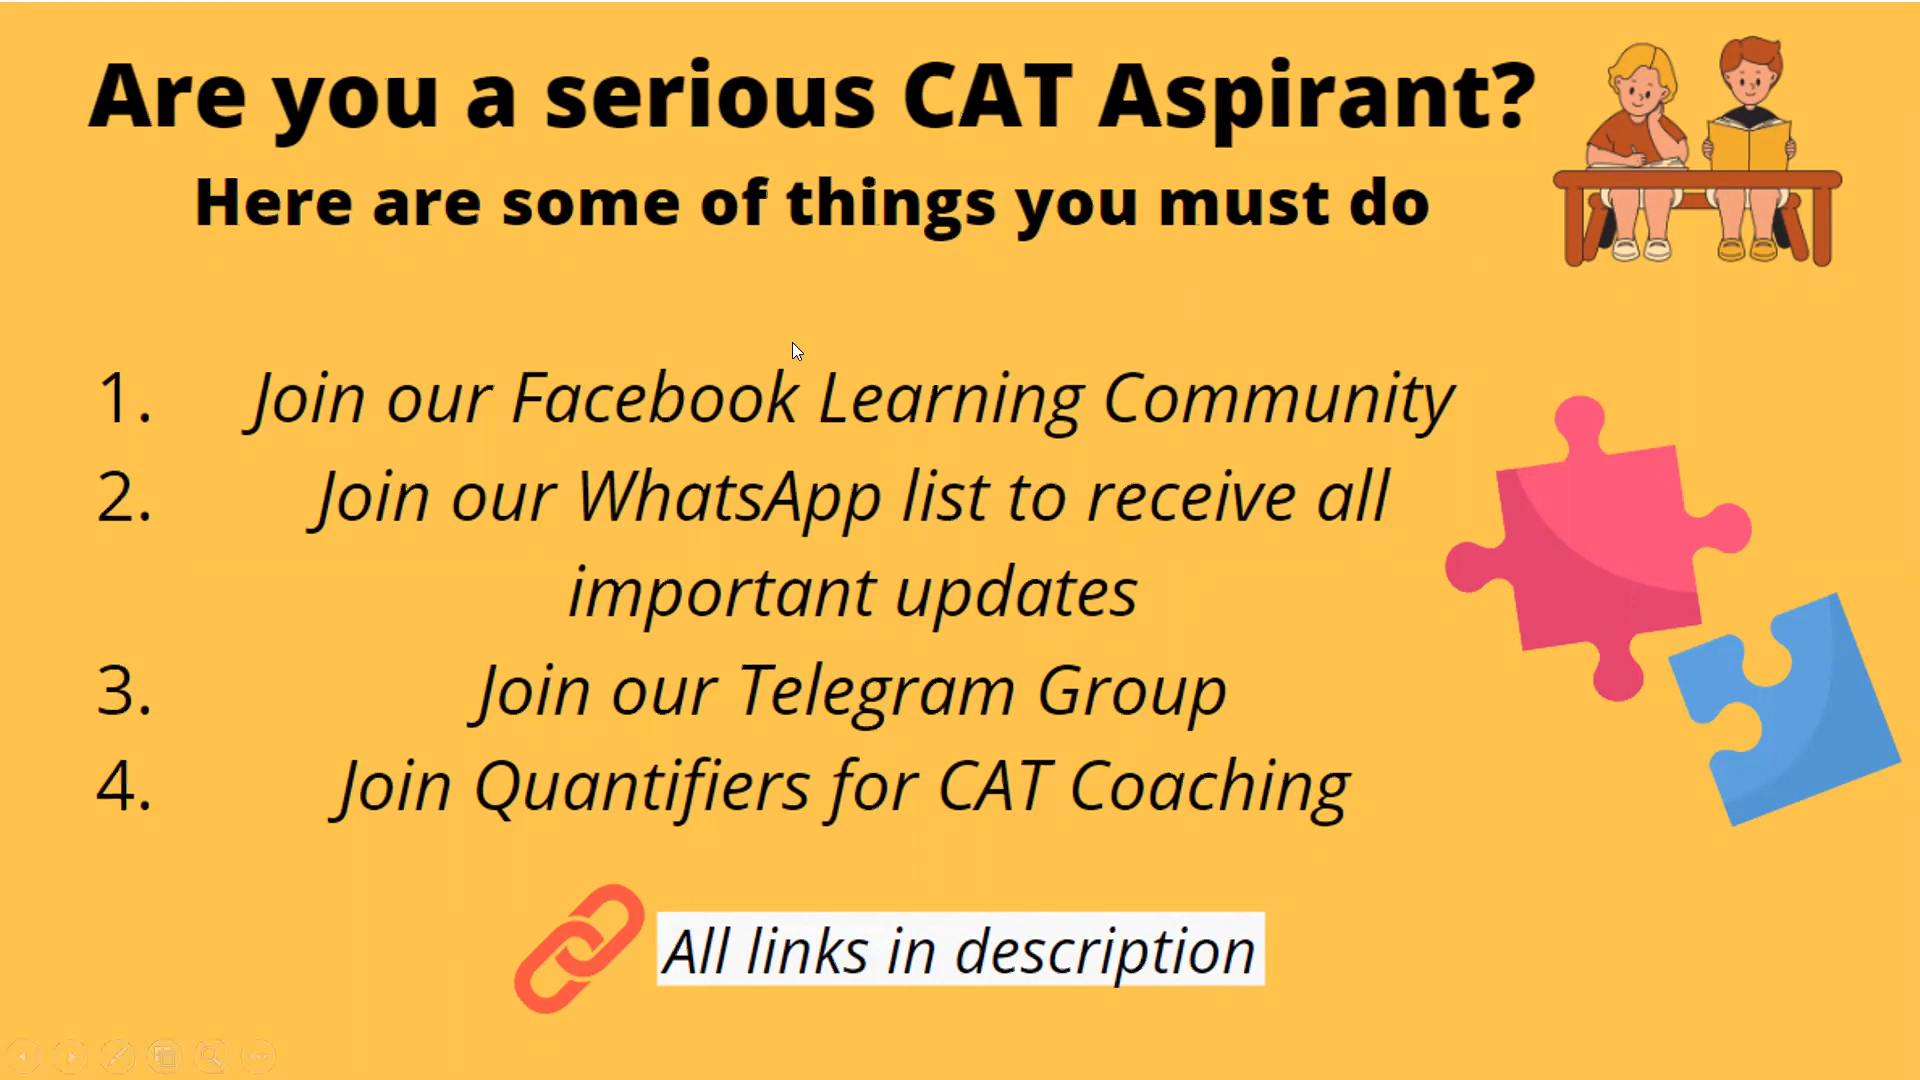 Are you a serious CAT Aspirant?
Here are some of things you must do
1. Join our Facebook Learning Community
2. Join our WhatsApp list to receive all
important updates
3. Join our Telegram Group
4. Join Quantifiers for CAT Coaching
All links in description